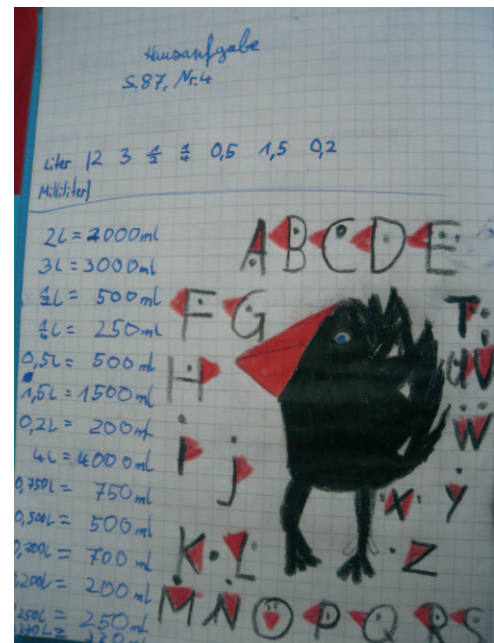 Hausaufgabe
S.87, Nr.4
Liter | 2 3 1/2 1/4 0,5 1,5 0,2
Milliliter |
2L = 2000ml
3L = 3000ml
1/2L = 500ml
1/4L = 250ml
0,5L = 500ml
1,5L = 1500ml
0,2L = 200ml
4L = 4000ml
0,750L = 750ml
0,500L = 500ml
0,700L = 700ml
0,200L = 200ml
,250L = 250ml
A B C D E
F G
H
I J
K L
M N O P Q R S
T
U V
W
X Y
Z